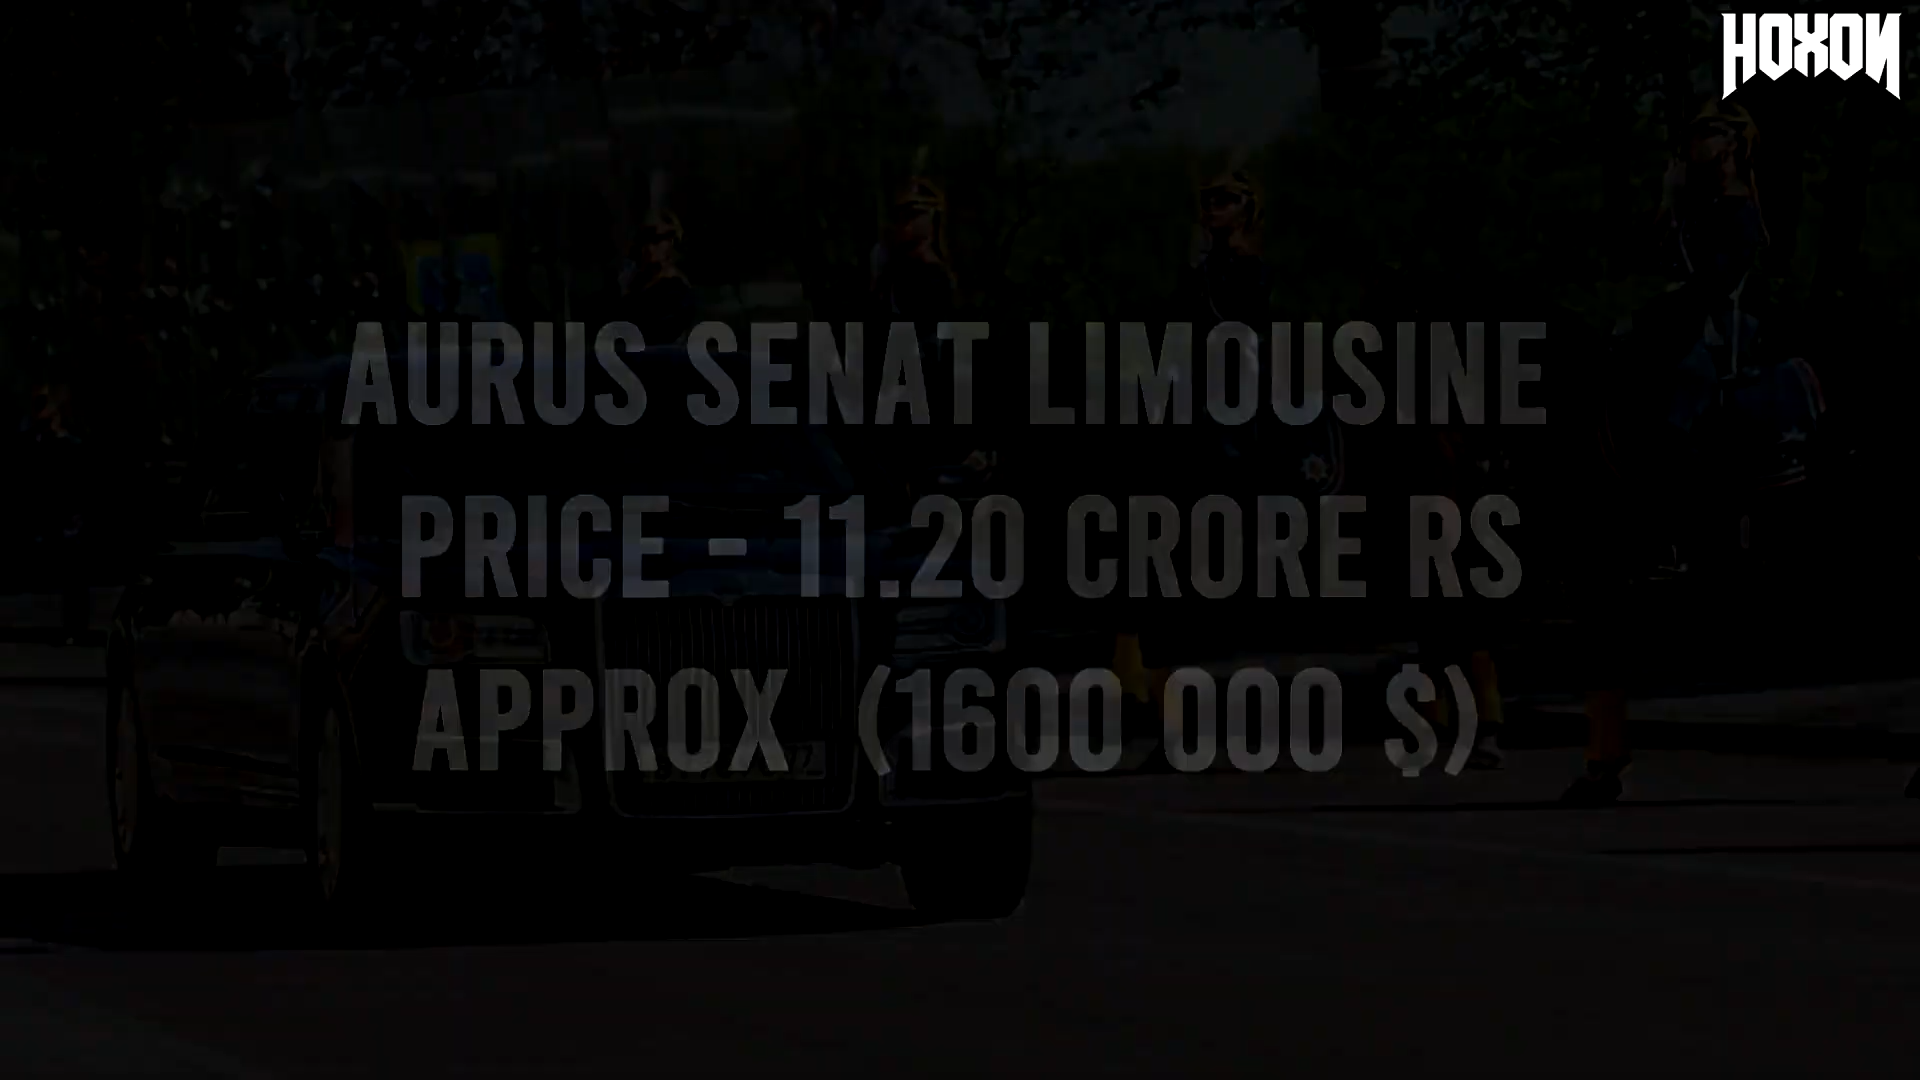 HOXON
AURUS SENAT LIMOUSINE
PRICE - 11.20 CRORE RS
APPROX (1600 000 $)